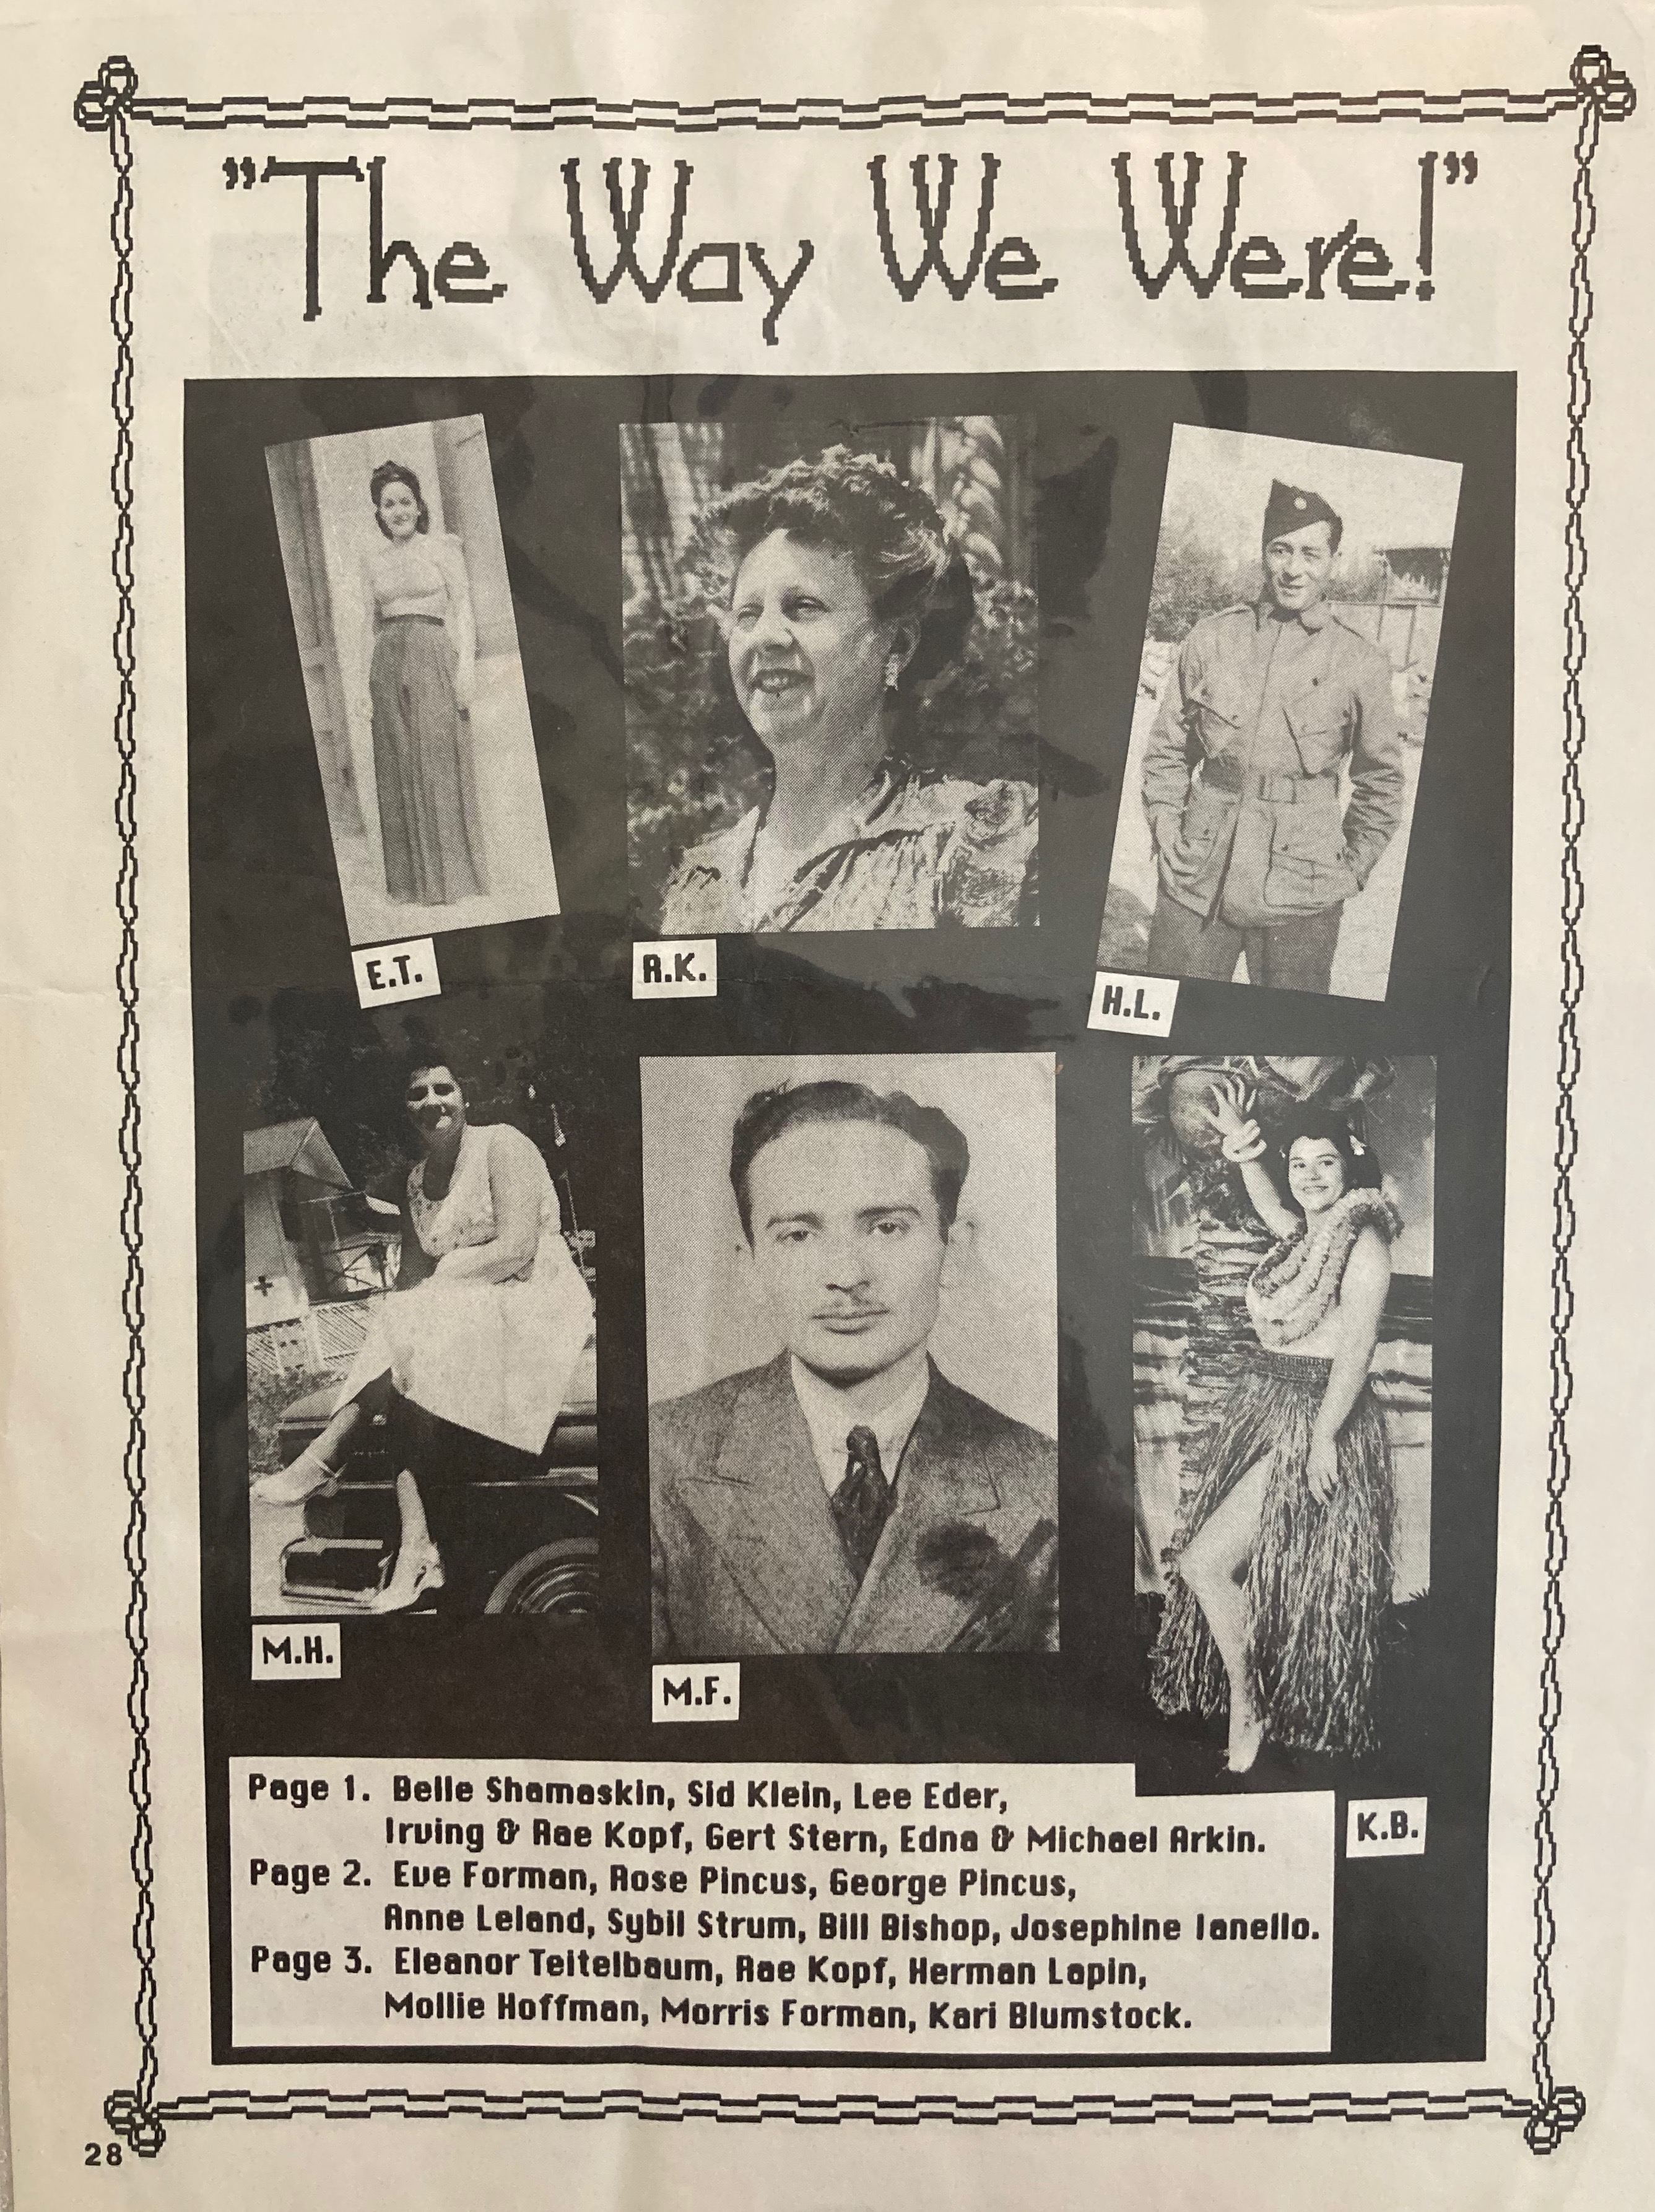 "The Way We Were!"
E.T.
R.K.
H.L.
M.H.
M.F.
K.B.
Page 1. Belle Shamaskin, Sid Klein, Lee Eder,
Irving & Rae Kopf, Gert Stern, Edna & Michael Arkin.
Page 2. Eve Forman, Rose Pincus, George Pincus,
Anne Leland, Sybil Strum, Bill Bishop, Josephine Ianello.
Page 3. Eleanor Teitelbaum, Rae Kopf, Herman Lapin,
Mollie Hoffman, Morris Forman, Kari Blumstock.
28